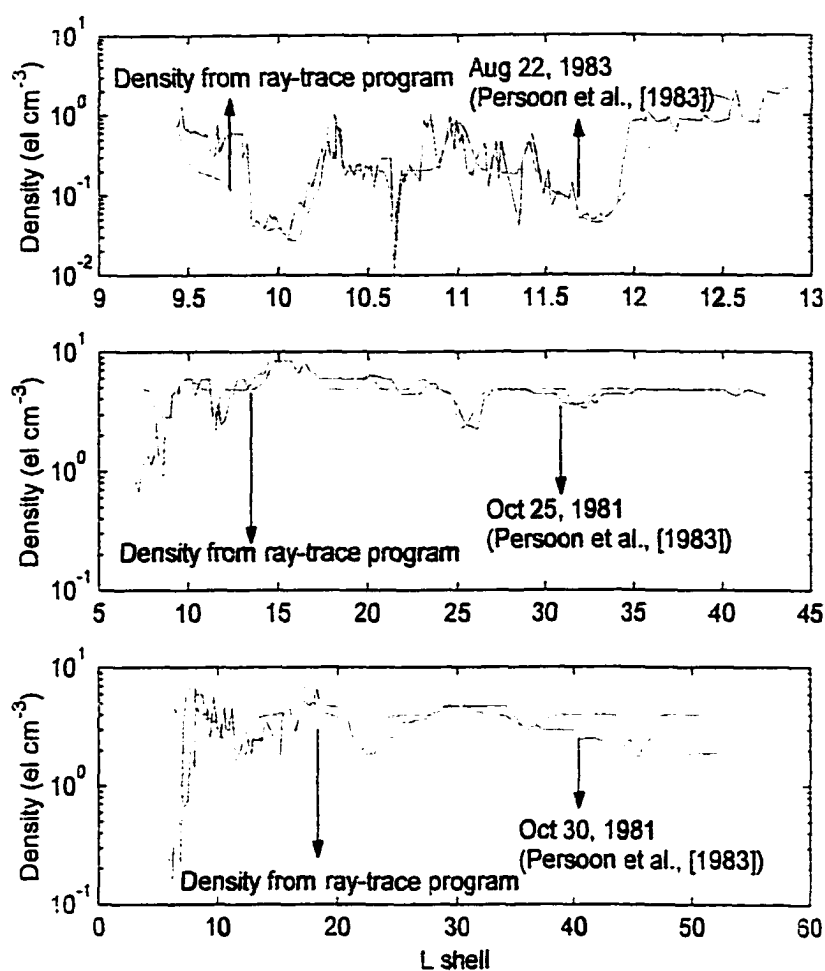 10^1
10^0
10^-1
10^-2
Density (el cm^-3)
Density from ray-trace program
Aug 22, 1983
(Persoon et al., [1983])
9 9.5 10 10.5 11 11.5 12 12.5 13
10^1
10^0
10^-1
Density (el cm^-3)
Density from ray-trace program
Oct 25, 1981
(Persoon et al., [1983])
5 10 15 20 25 30 35 40 45
10^1
10^0
10^-1
Density (el cm^-3)
Density from ray-trace program
Oct 30, 1981
(Persoon et al., [1983])
0 10 20 30 40 50 60
L shell